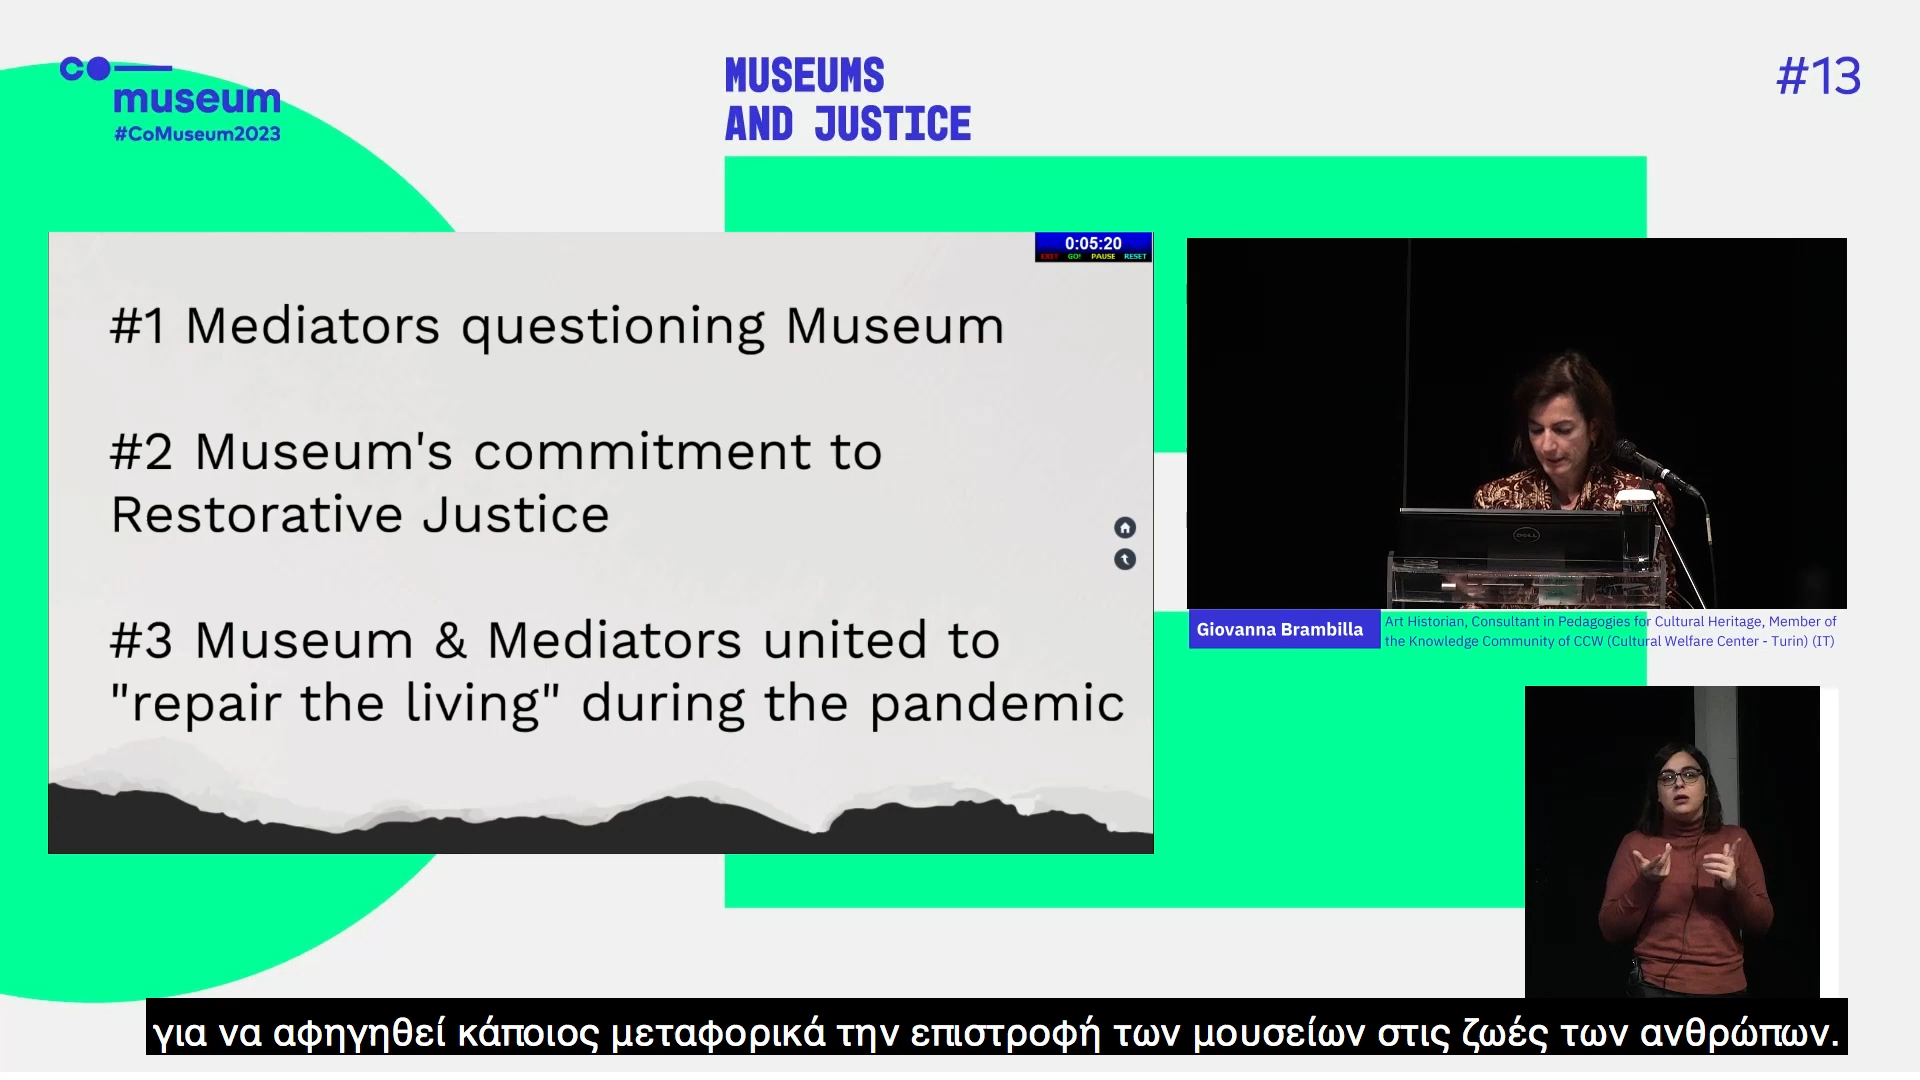 co
museum
#CoMuseum2023
MUSEUMS
AND JUSTICE
#13
0:05:20
EXIT GO! PAUSE RESET
#1 Mediators questioning Museum
#2 Museum's commitment to
Restorative Justice
#3 Museum & Mediators united to
"repair the living" during the pandemic
DELL
Giovanna Brambilla
Art Historian, Consultant in Pedagogies for Cultural Heritage, Member of
the Knowledge Community of CCW (Cultural Welfare Center - Turin) (IT)
για να αφηγηθεί κάποιος μεταφορικά την επιστροφή των μουσείων στις ζωές των ανθρώπων.